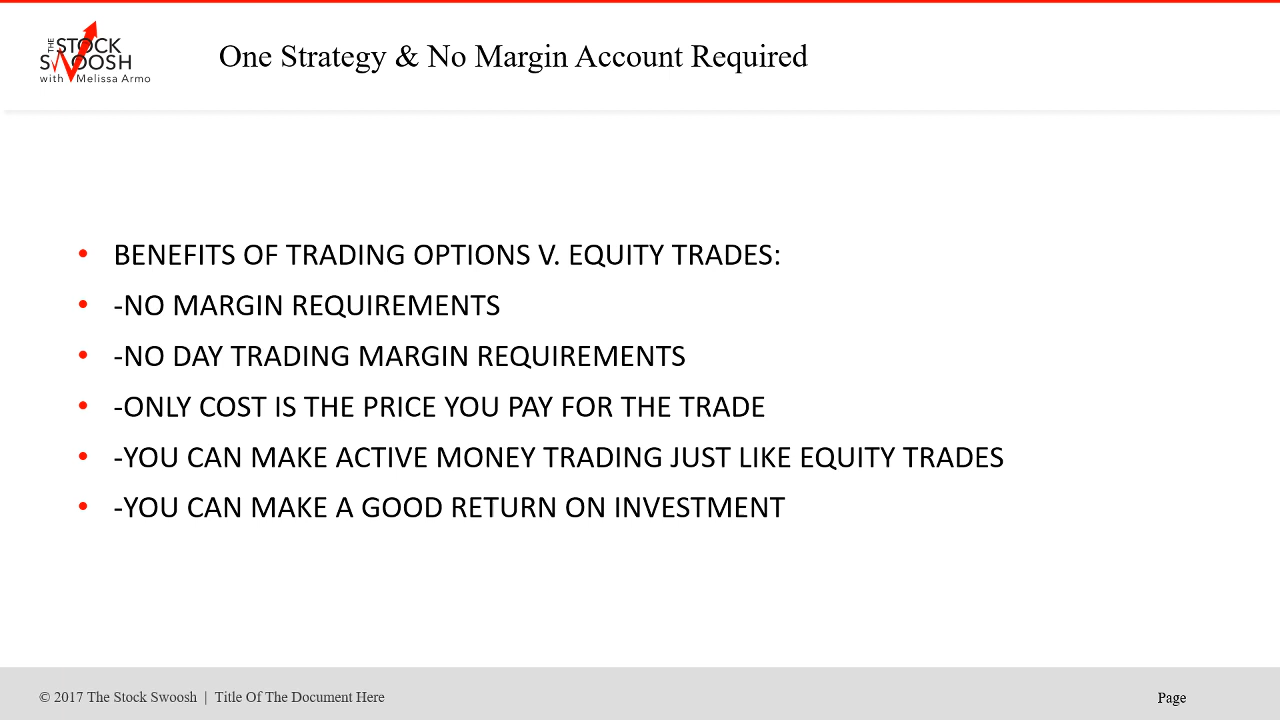 THE STOCK
SWOOSH
with Melissa Armo
One Strategy & No Margin Account Required
• BENEFITS OF TRADING OPTIONS V. EQUITY TRADES:
• -NO MARGIN REQUIREMENTS
• -NO DAY TRADING MARGIN REQUIREMENTS
• -ONLY COST IS THE PRICE YOU PAY FOR THE TRADE
• -YOU CAN MAKE ACTIVE MONEY TRADING JUST LIKE EQUITY TRADES
• -YOU CAN MAKE A GOOD RETURN ON INVESTMENT
© 2017 The Stock Swoosh | Title Of The Document Here
Page